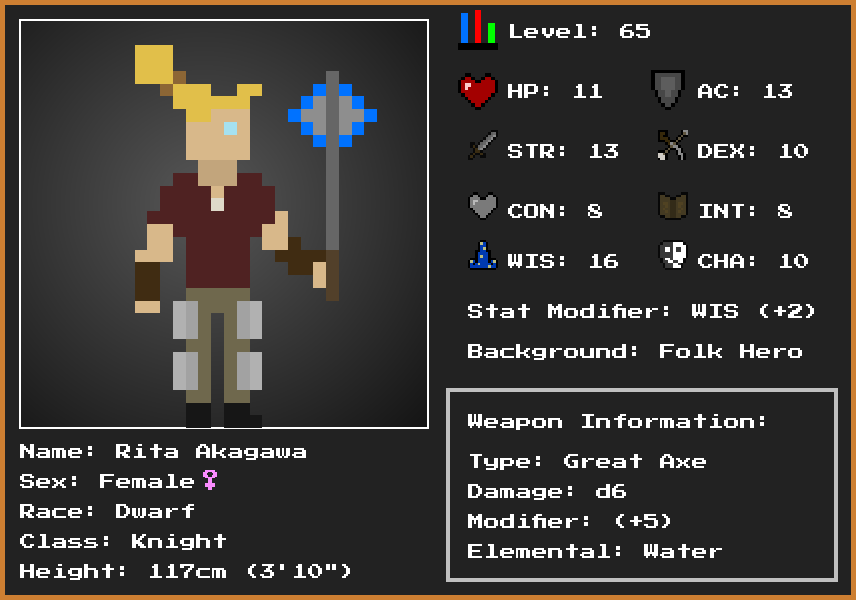 Level: 65
HP: 11 AC: 13
STR: 13 DEX: 10
CON: 8 INT: 8
WIS: 16 CHA: 10
Stat Modifier: WIS (+2)
Background: Folk Hero
Weapon Information:
Type: Great Axe
Damage: d6
Modifier: (+5)
Elemental: Water
Name: Rita Akagawa
Sex: Female♀
Race: Dwarf
Class: Knight
Height: 117cm (3'10")